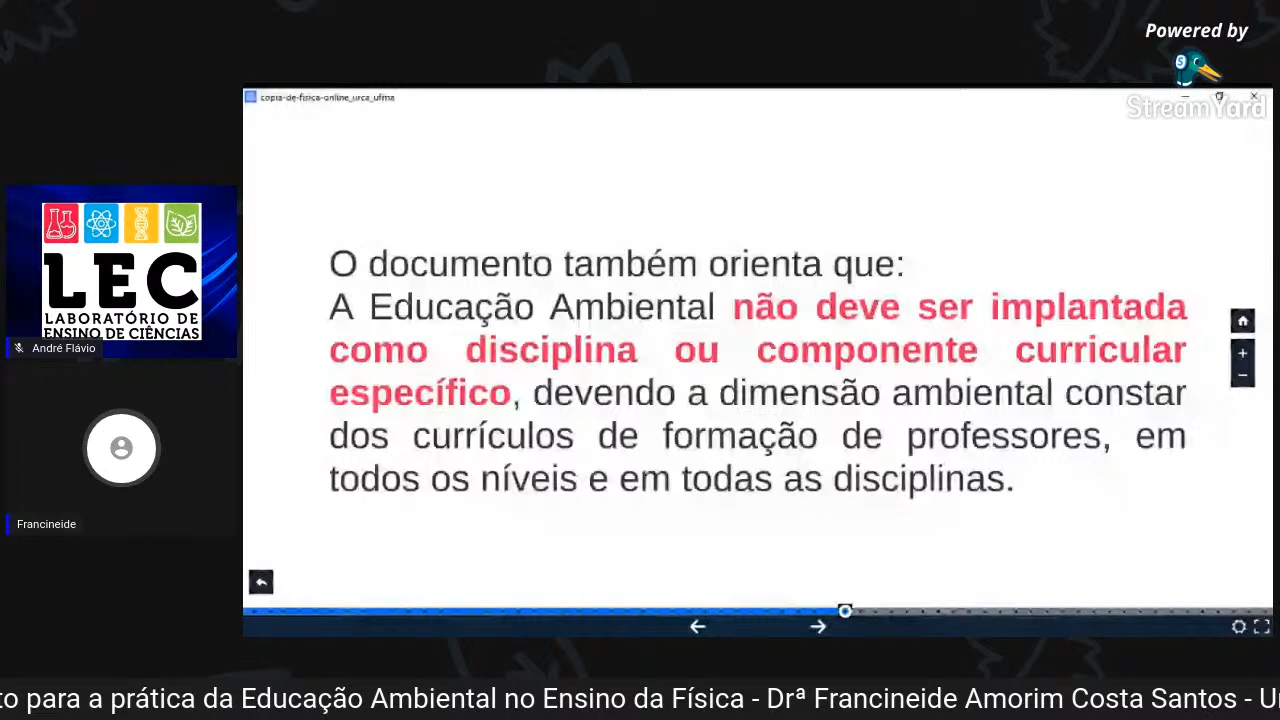 Powered by
StreamYard
copia-de-fisica-online_urca_ufma
LEC
LABORATÓRIO DE
ENSINO DE CIÊNCIAS
André Flávio
Francineide
O documento também orienta que:
A Educação Ambiental não deve ser implantada
como disciplina ou componente curricular
específico, devendo a dimensão ambiental constar
dos currículos de formação de professores, em
todos os níveis e em todas as disciplinas.
to para a prática da Educação Ambiental no Ensino da Física - Drª Francineide Amorim Costa Santos - U